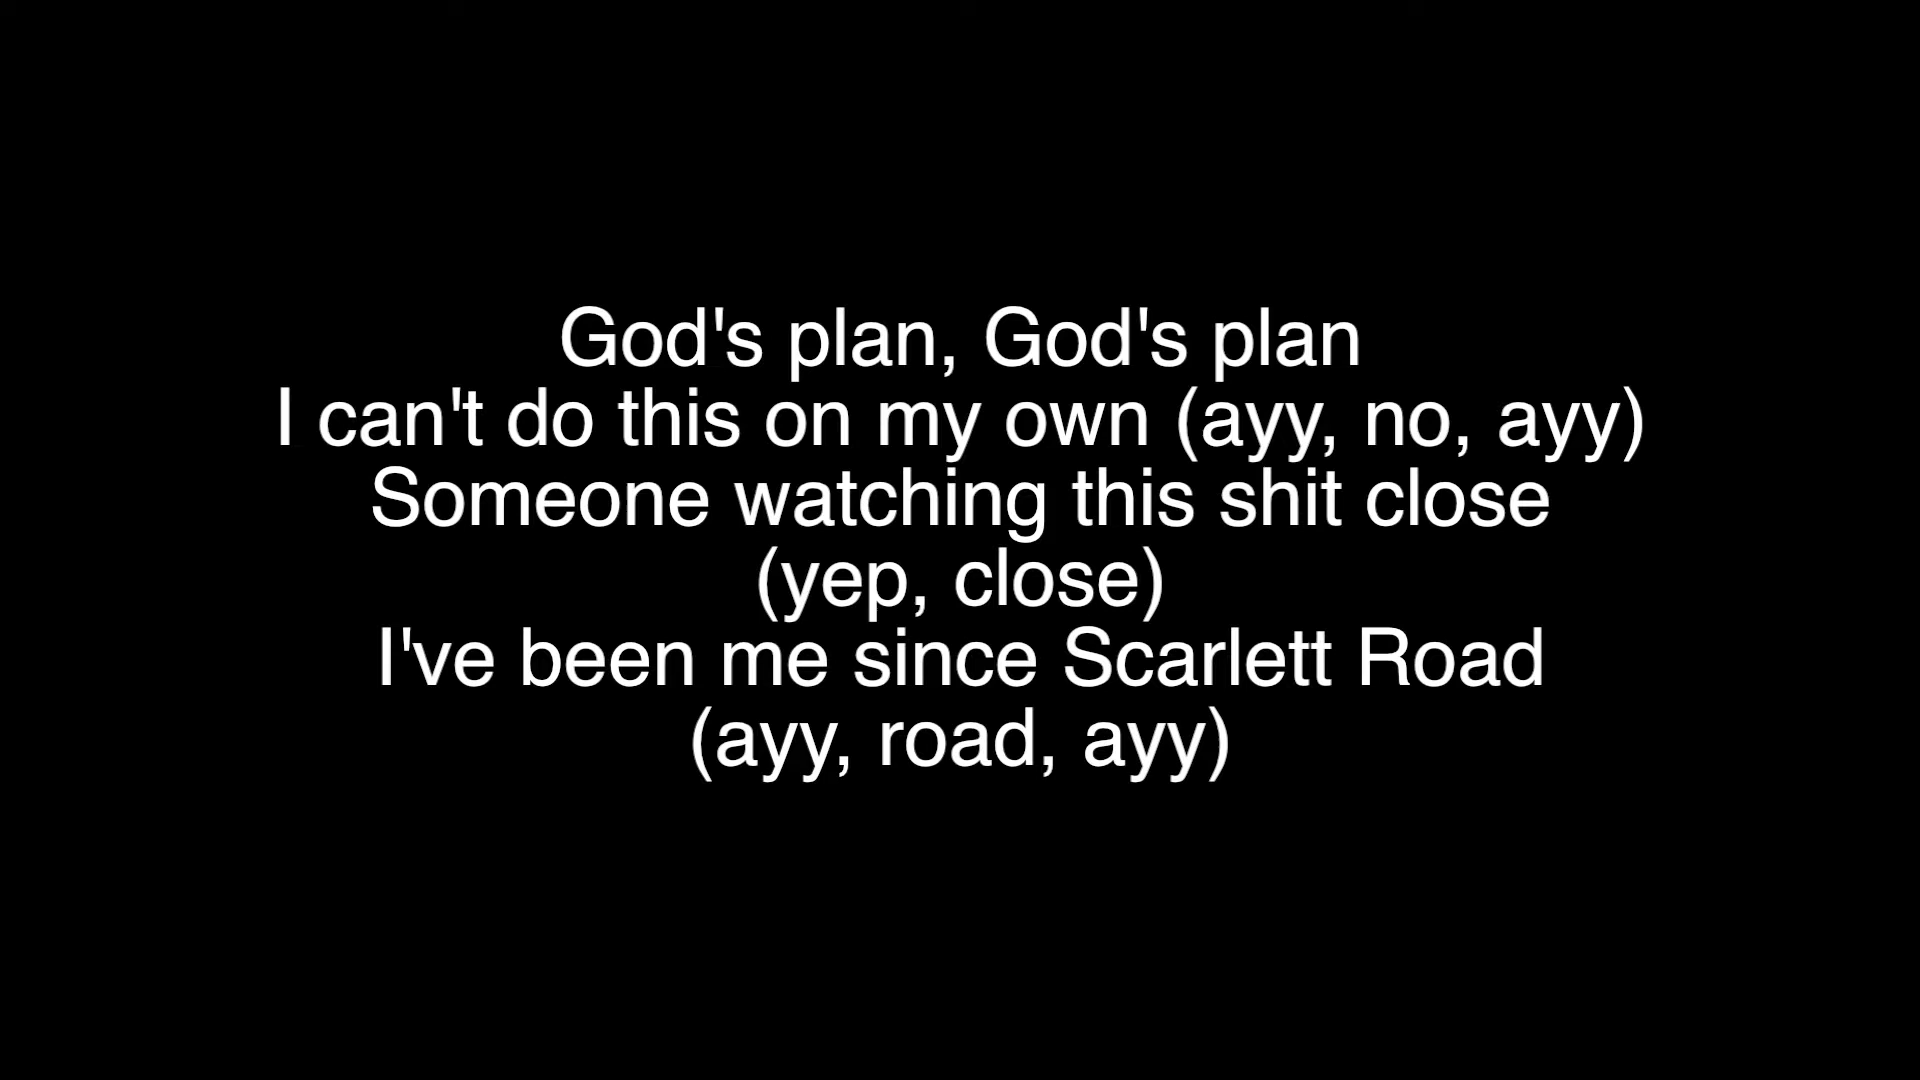 God's plan, God's plan
I can't do this on my own (ayy, no, ayy)
Someone watching this shit close
(yep, close)
I've been me since Scarlett Road
(ayy, road, ayy)